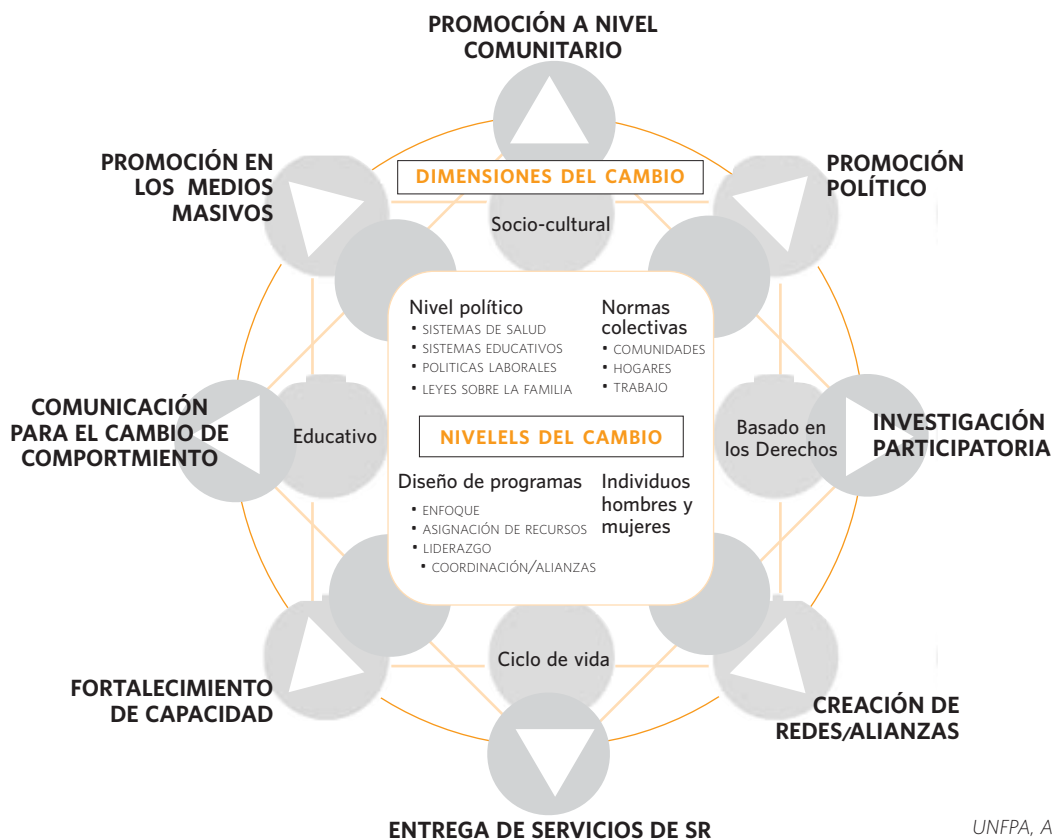 PROMOCIÓN A NIVEL
COMUNITARIO
PROMOCIÓN EN
LOS MEDIOS
MASIVOS
DIMENSIONES DEL CAMBIO
PROMOCIÓN
POLÍTICO
Socio-cultural
Nivel político
• SISTEMAS DE SALUD
• SISTEMAS EDUCATIVOS
• POLITICAS LABORALES
• LEYES SOBRE LA FAMILIA
Normas
colectivas
• COMUNIDADES
• HOGARES
• TRABAJO
COMUNICACIÓN
PARA EL CAMBIO DE
COMPORTMIENTO
Educativo
NIVELELS DEL CAMBIO
Basado en
los Derechos
INVESTIGACIÓN
PARTICIPATORIA
Diseño de programas
• ENFOQUE
• ASIGNACIÓN DE RECURSOS
• LIDERAZGO
• COORDINACIÓN/ALIANZAS
Individuos
hombres y
mujeres
Ciclo de vida
FORTALECIMIENTO
DE CAPACIDAD
CREACIÓN DE
REDES/ALIANZAS
ENTREGA DE SERVICIOS DE SR
UNFPA, A